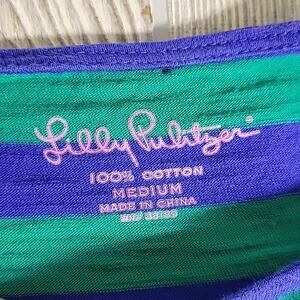 Lilly Pulitzer®
100% COTTON
MEDIUM
MADE IN CHINA